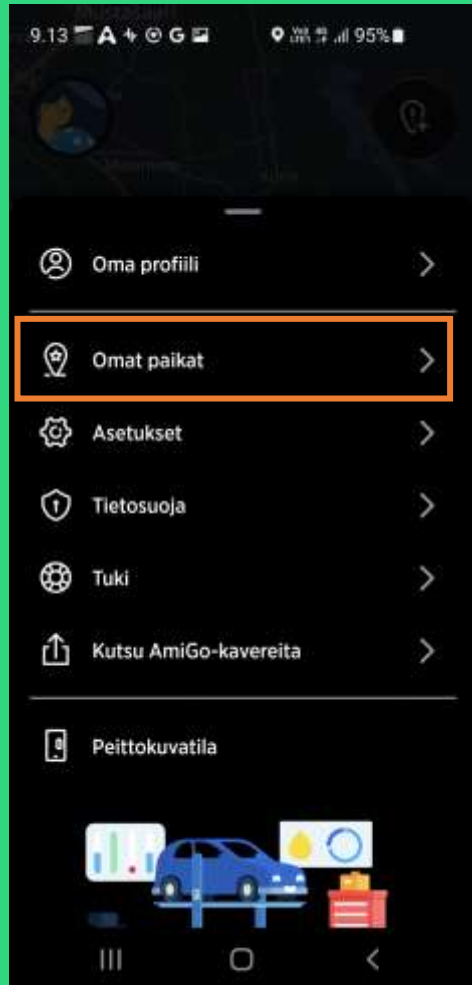 9.13 A G 95%
Oma profiili
Omat paikat
Asetukset
Tietosuoja
Tuki
Kutsu AmiGo-kavereita
Peittokuvatila